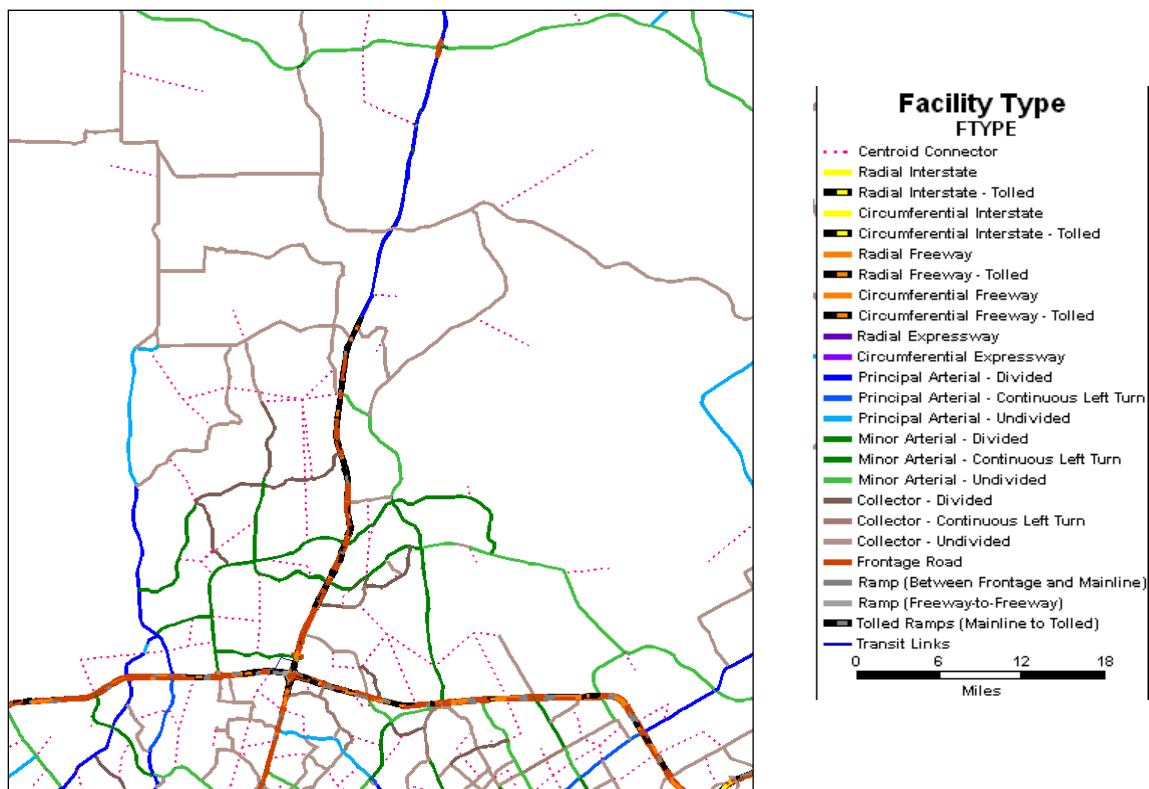 Facility Type
FTYPE
Centroid Connector
Radial Interstate
Radial Interstate - Tolled
Circumferential Interstate
Circumferential Interstate - Tolled
Radial Freeway
Radial Freeway - Tolled
Circumferential Freeway
Circumferential Freeway - Tolled
Radial Expressway
Circumferential Expressway
Principal Arterial - Divided
Principal Arterial - Continuous Left Turn
Principal Arterial - Undivided
Minor Arterial - Divided
Minor Arterial - Continuous Left Turn
Minor Arterial - Undivided
Collector - Divided
Collector - Continuous Left Turn
Collector - Undivided
Frontage Road
Ramp (Between Frontage and Mainline)
Ramp (Freeway-to-Freeway)
Tolled Ramps (Mainline to Tolled)
Transit Links
0 6 12 18
Miles